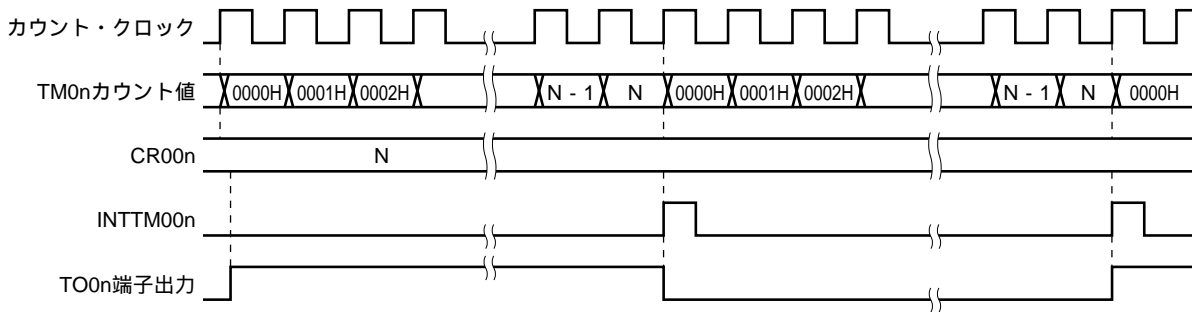 カウント・クロック
TM0nカウント値 0000H 0001H 0002H N - 1 N 0000H 0001H 0002H N - 1 N 0000H
CR00n N
INTTM00n
TO0n端子出力